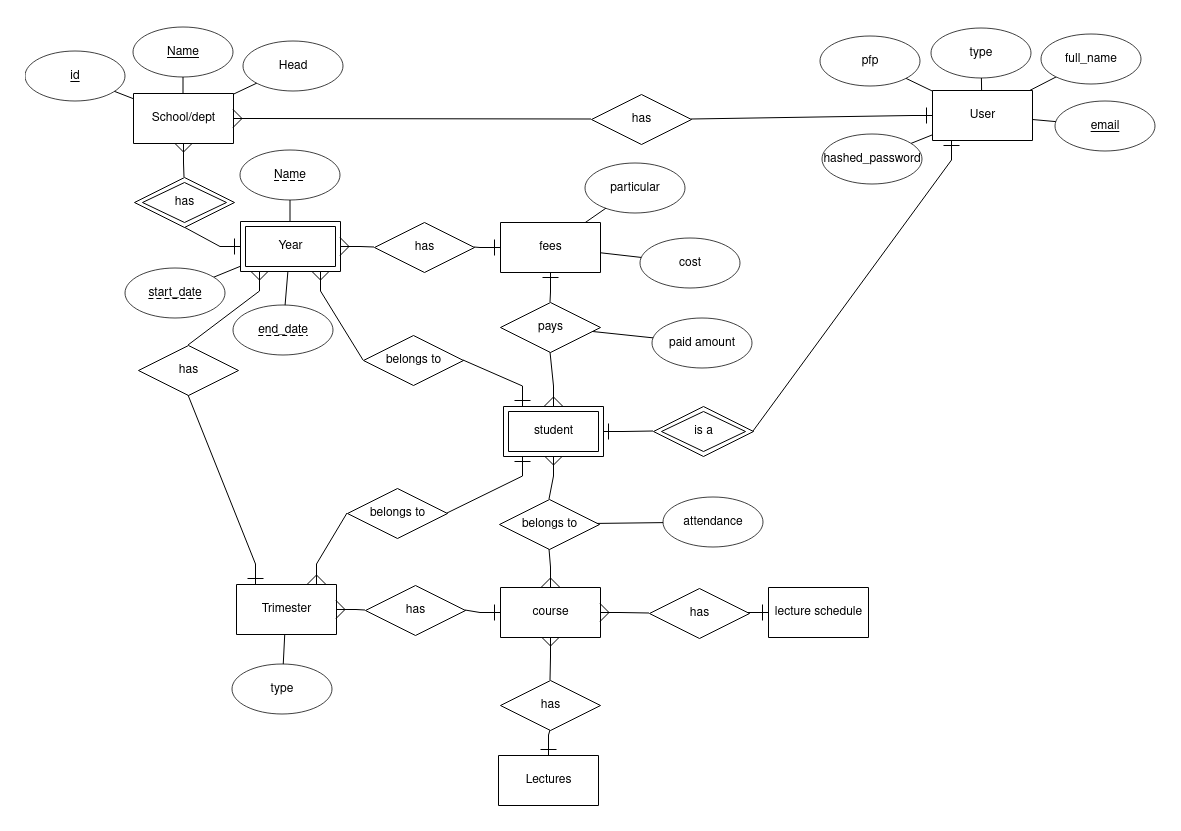 Name
id
Head
School/dept
has
pfp
type
full_name
User
email
hashed_password
Name
has
particular
Year
has
fees
cost
start_date
end_date
pays
paid amount
has
belongs to
student
is a
belongs to
belongs to
attendance
Trimester
has
course
has
lecture schedule
type
has
Lectures